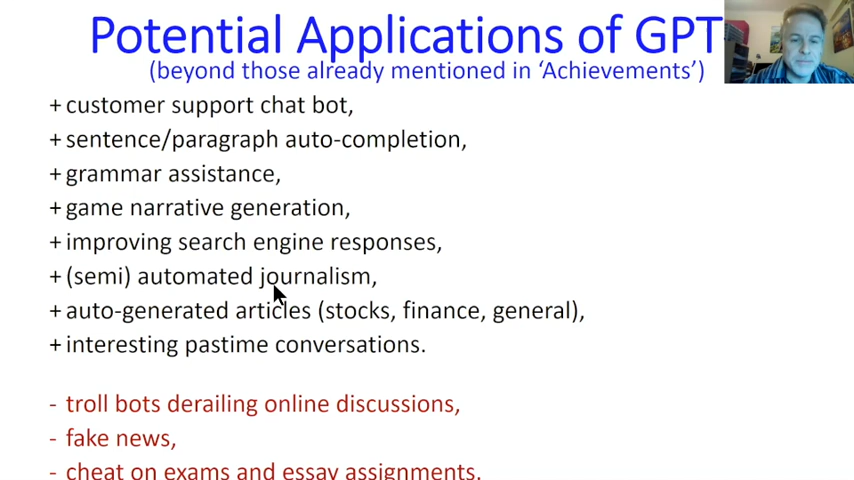 Potential Applications of GPT
(beyond those already mentioned in ‘Achievements’)
+ customer support chat bot,
+ sentence/paragraph auto-completion,
+ grammar assistance,
+ game narrative generation,
+ improving search engine responses,
+ (semi) automated journalism,
+ auto-generated articles (stocks, finance, general),
+ interesting pastime conversations.
- troll bots derailing online discussions,
- fake news,
- cheat on exams and essay assignments.